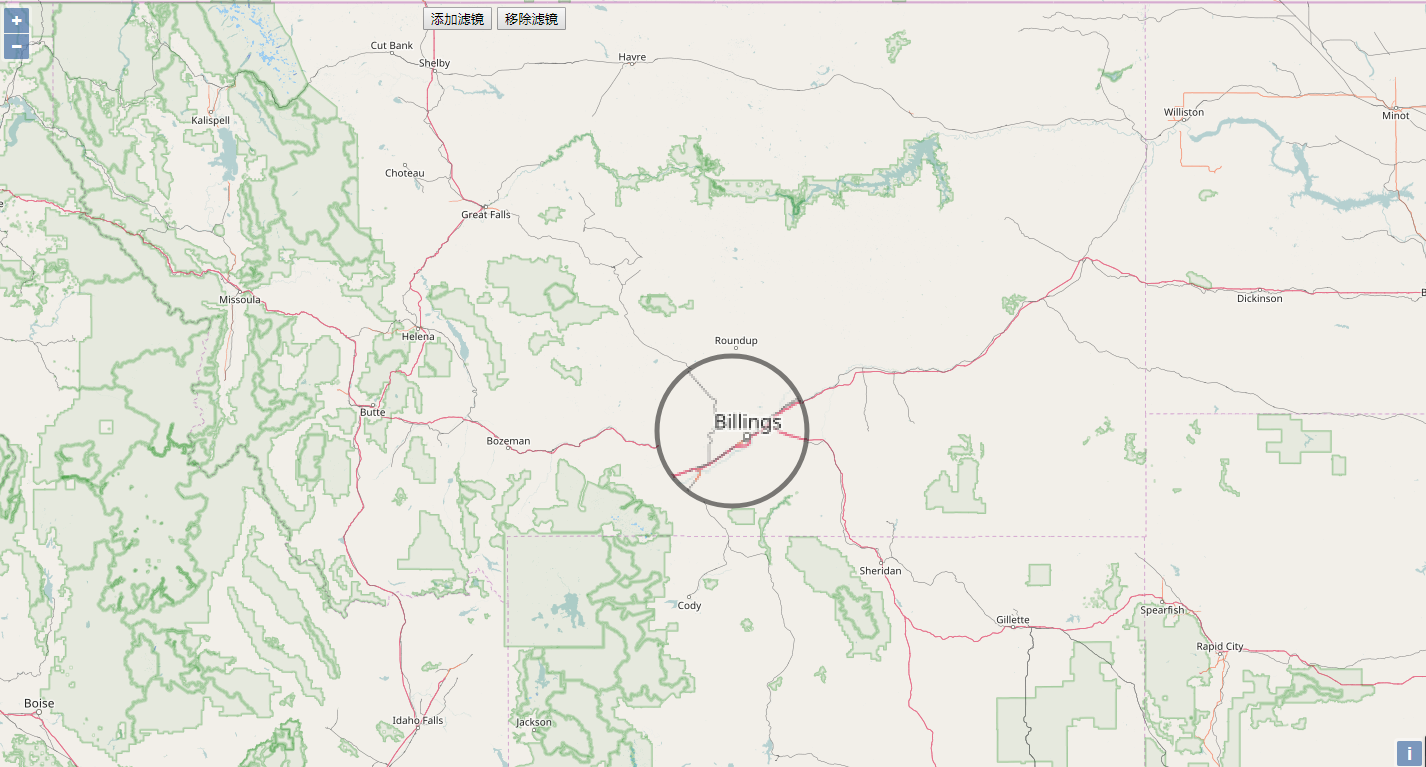 +
−
添加滤镜 移除滤镜
Cut Bank
Shelby
Havre
Williston
Minot
Kalispell
Choteau
Great Falls
Missoula
Dickinson
Helena
Roundup
Butte
Billings
Bozeman
Sheridan
Cody
Spearfish
Gillette
Rapid City
Boise
Idaho Falls
Jackson
i